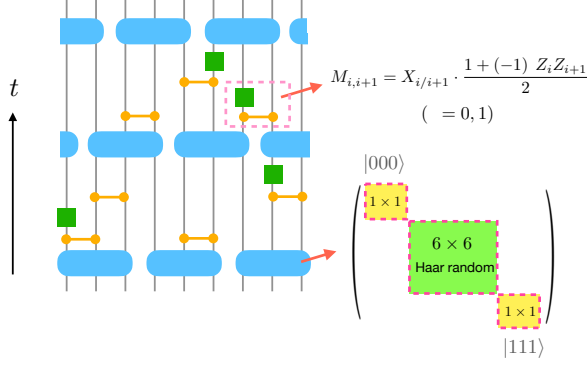 t
M_{i,i+1} = X_{i/i+1} · \frac{1 + (-1) Z_i Z_{i+1}}{2}
( = 0, 1)
|000⟩
1 × 1
6 × 6
Haar random
1 × 1
|111⟩